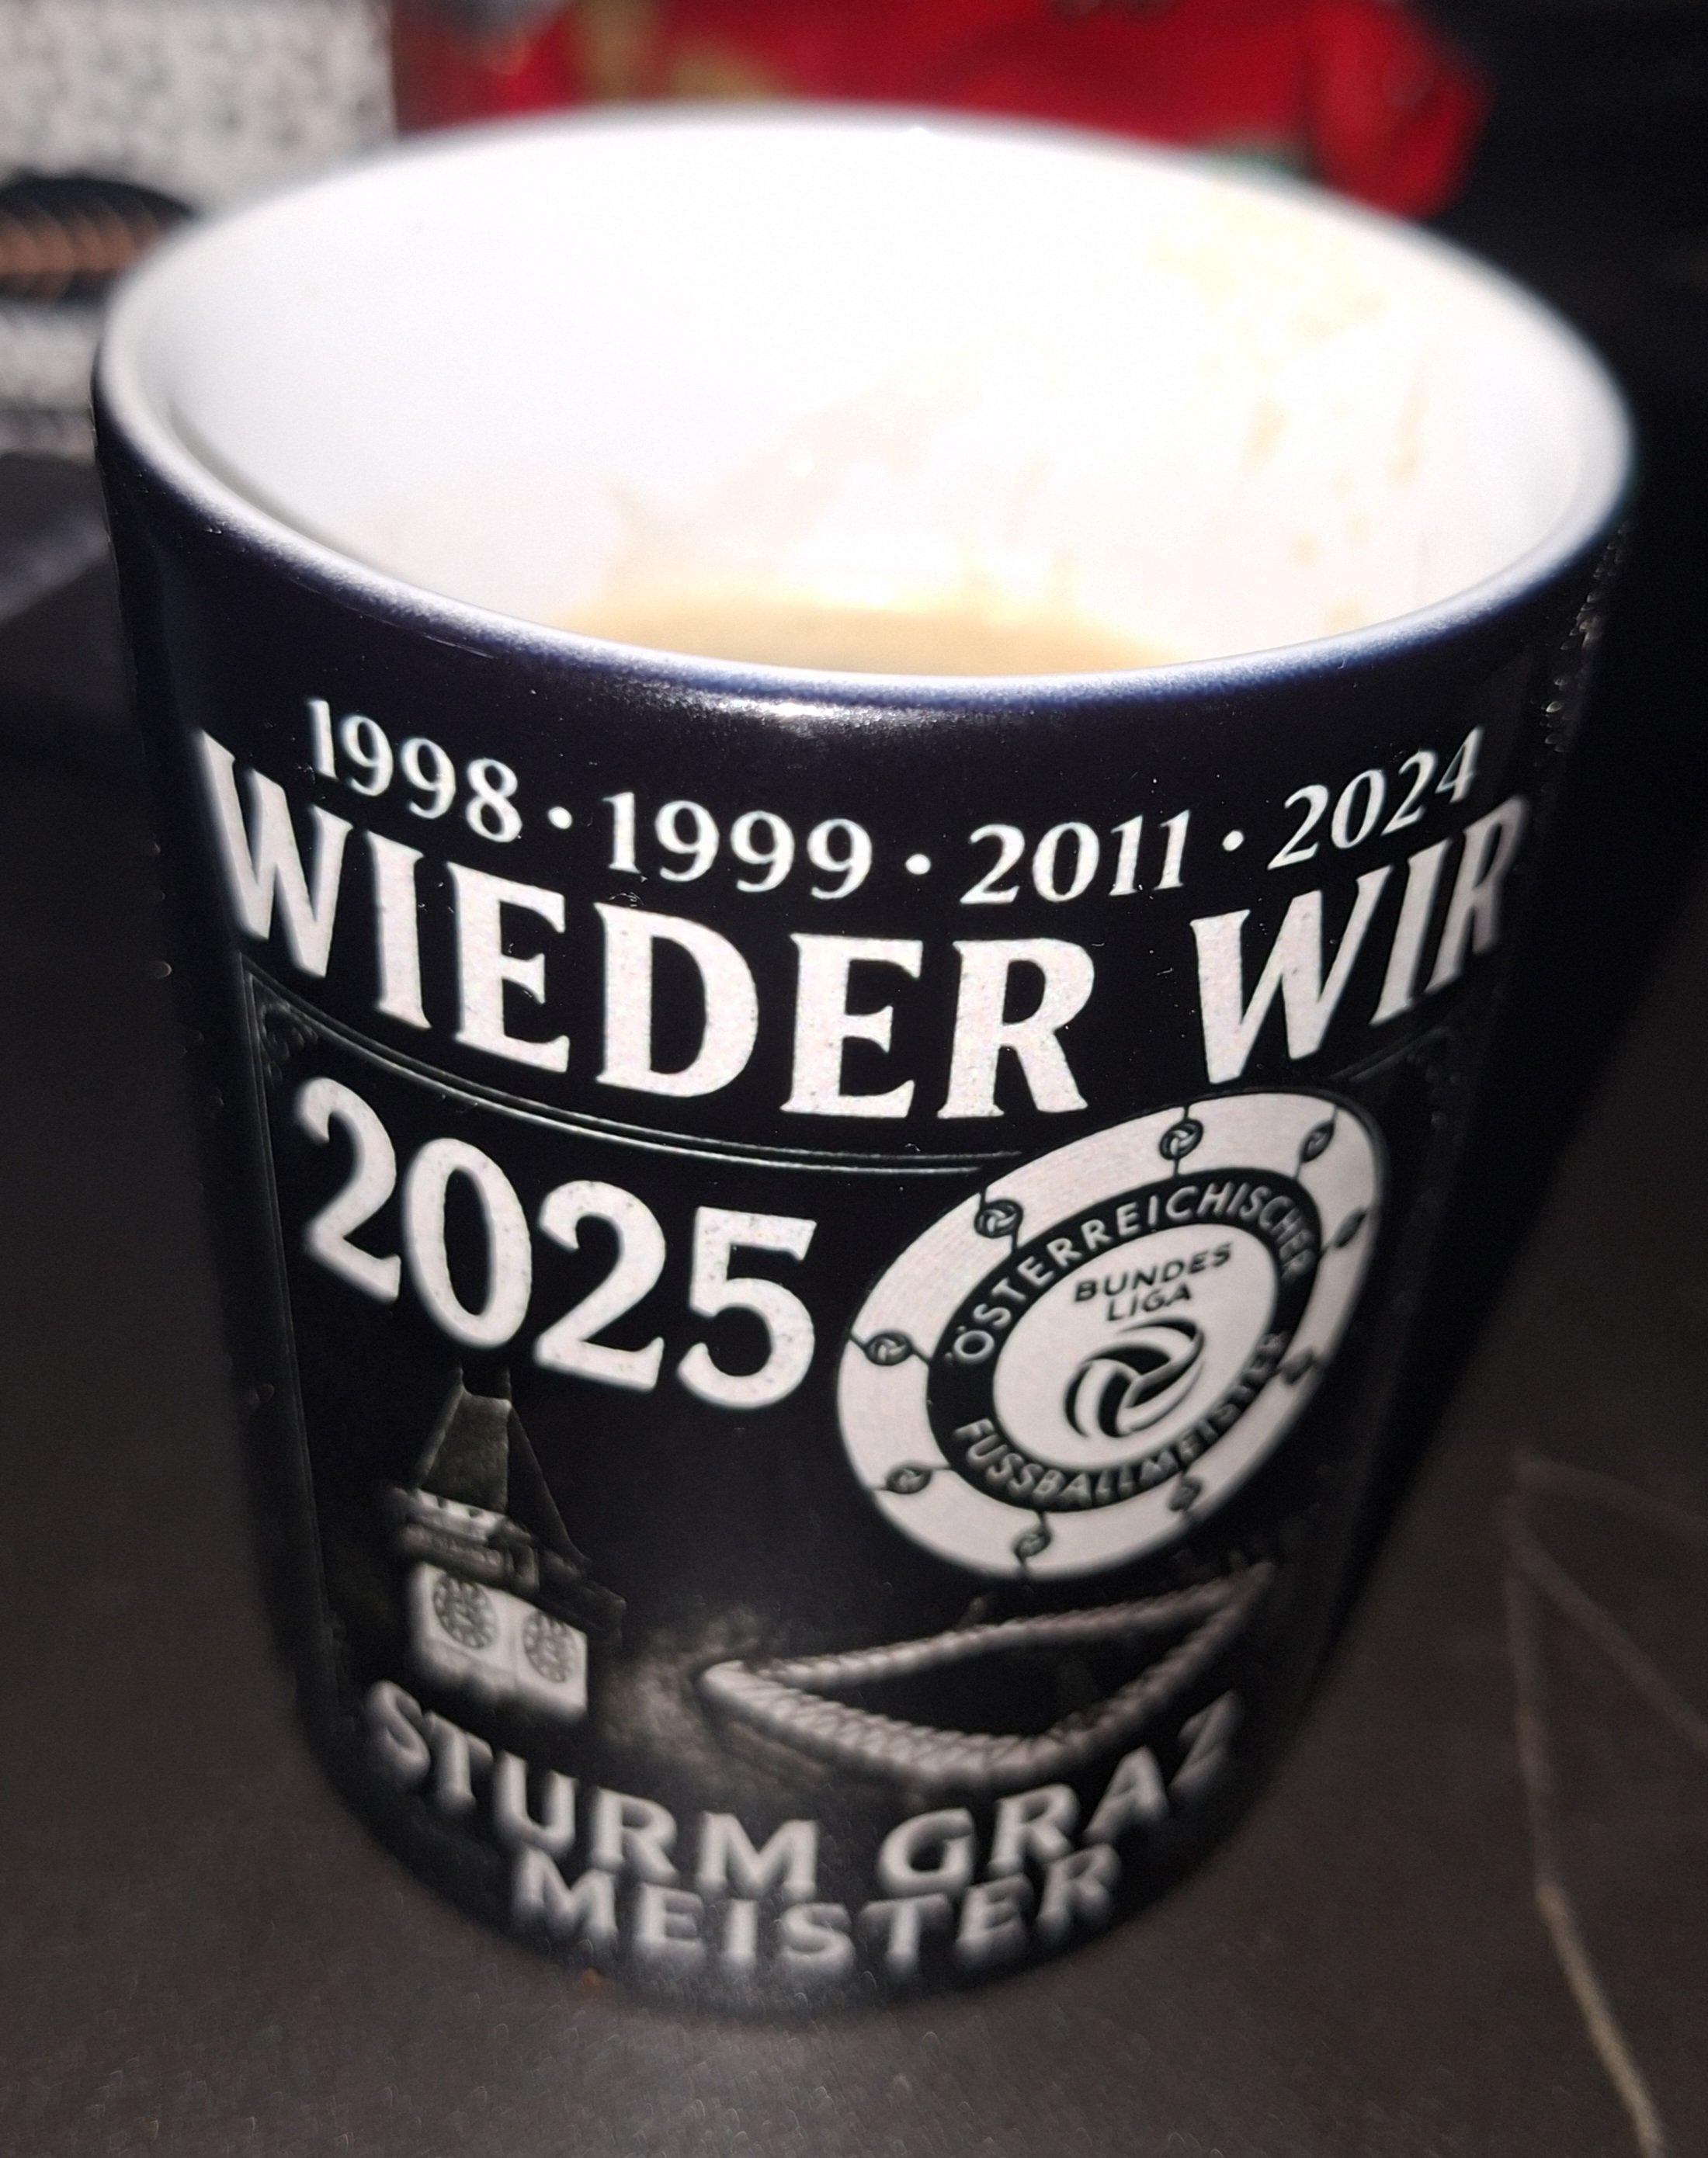 1998 · 1999 · 2011 · 2024
WIEDER WIR
2025
ÖSTERREICHISCHER
BUNDES
LIGA
FUSSBALLMEISTER
STURM GRAZ
MEISTER